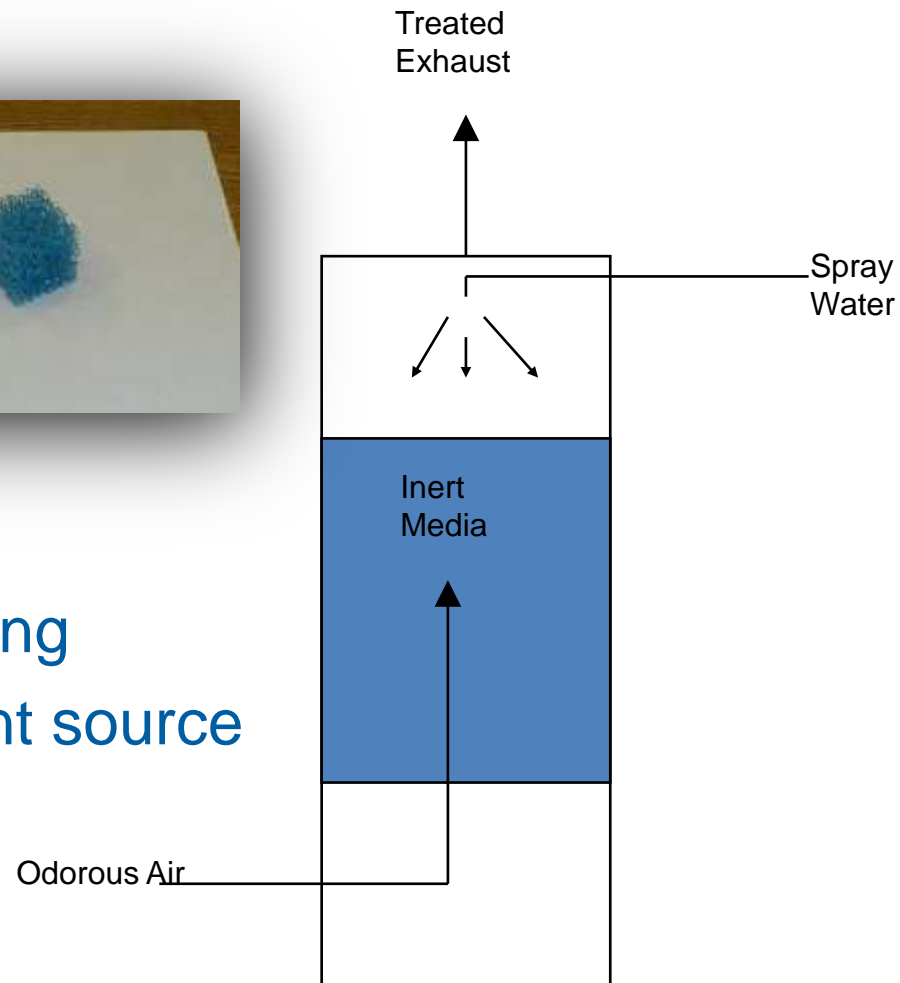 Treated
Exhaust
Spray
Water
Inert
Media
ng
nt source
Odorous Air